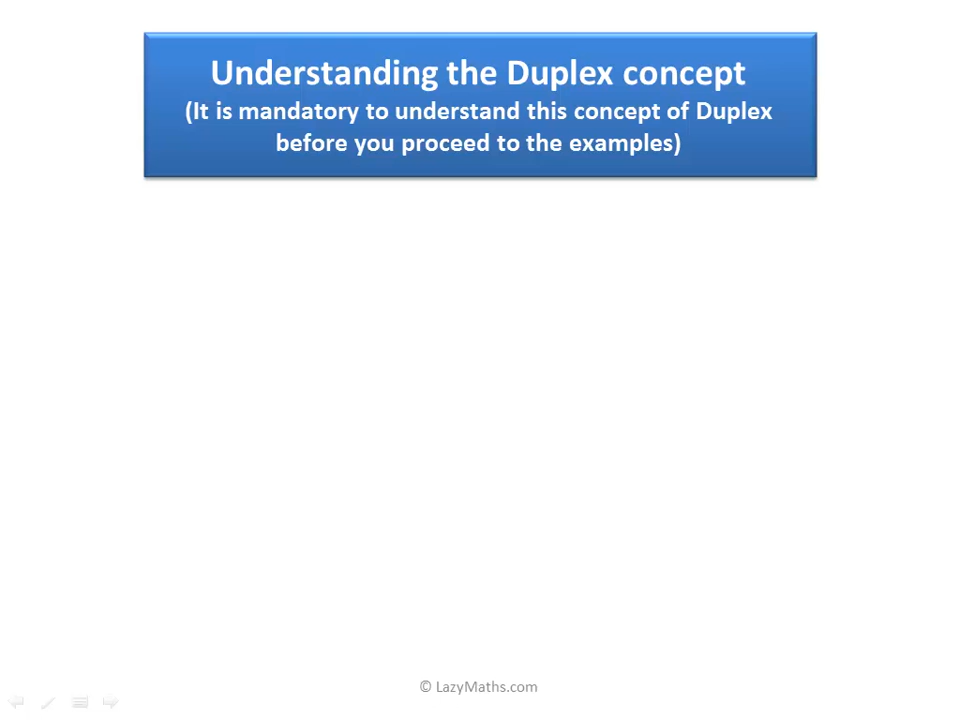 Understanding the Duplex concept
(It is mandatory to understand this concept of Duplex
before you proceed to the examples)
© LazyMaths.com